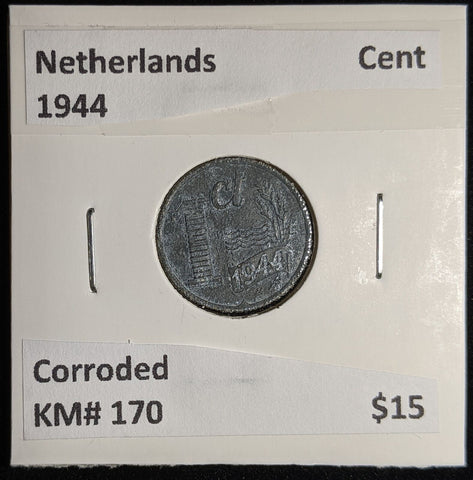 Netherlands Cent
1944
ct
1944
Corroded
KM# 170 $15